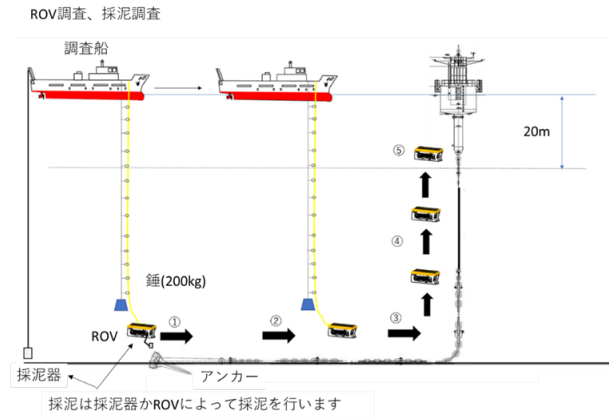 ROV調査、採泥調査
調査船
20m
⑤
④
錘(200kg)
①
②
③
ROV
採泥器
アンカー
採泥は採泥器かROVによって採泥を行います